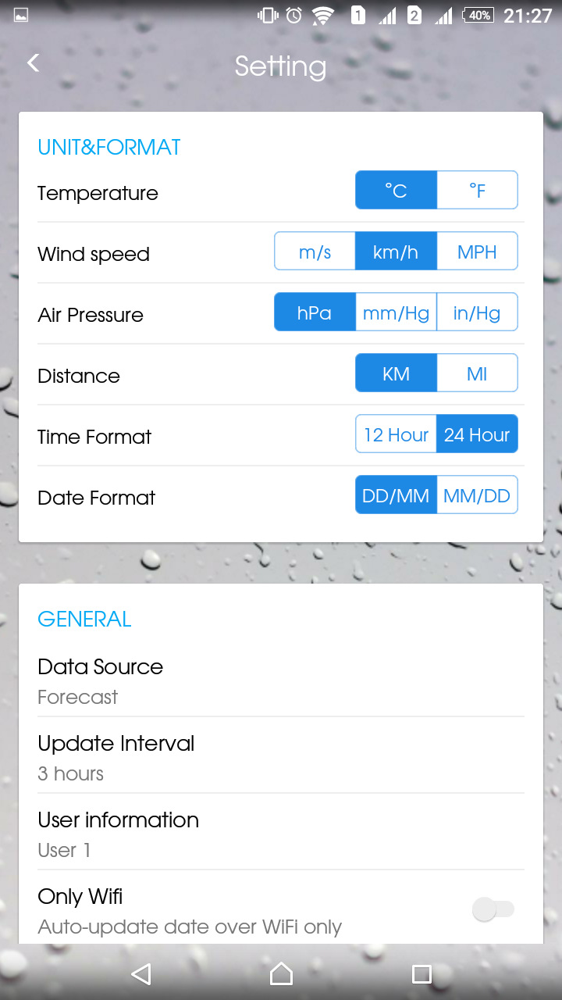 1 2 40% 21:27
Setting
UNIT&FORMAT
Temperature °C °F
Wind speed m/s km/h MPH
Air Pressure hPa mm/Hg in/Hg
Distance KM MI
Time Format 12 Hour 24 Hour
Date Format DD/MM MM/DD
GENERAL
Data Source
Forecast
Update Interval
3 hours
User information
User 1
Only Wifi
Auto-update date over WiFi only